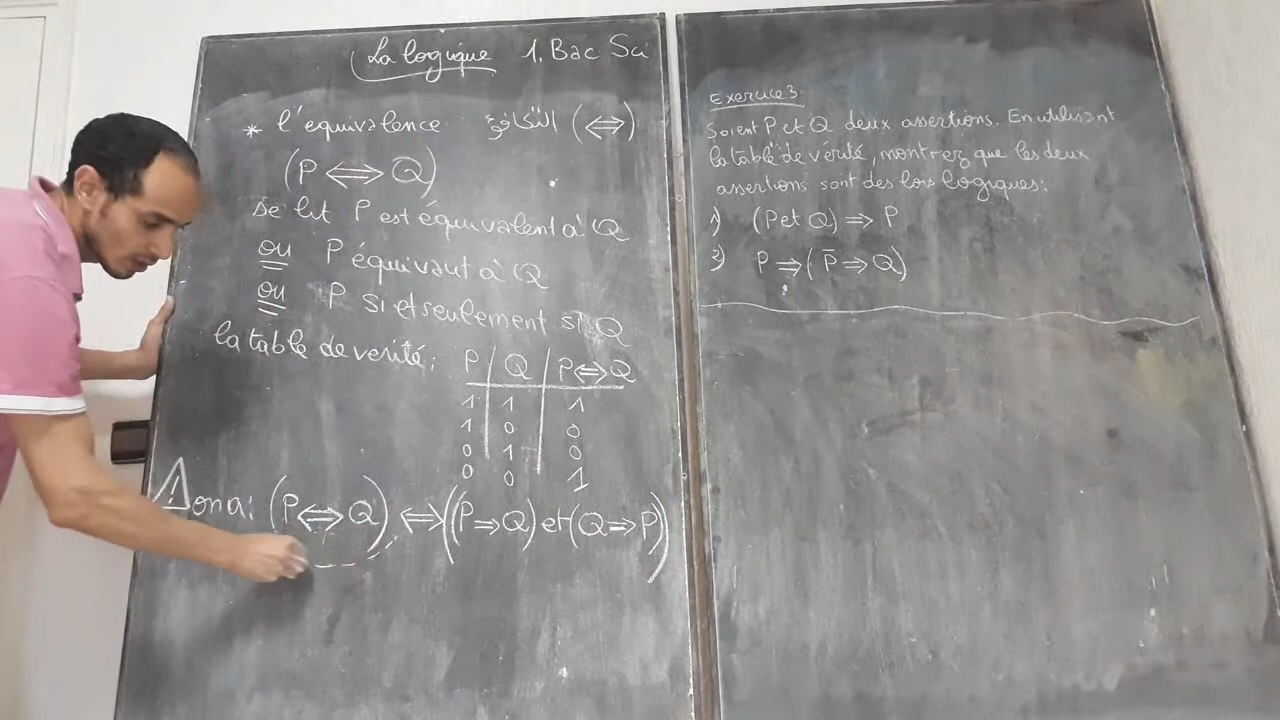 La logique 1. Bac Sci
* l'equivalence التكافؤ (⇔)
(P ⇔ Q)
se lit P est équivalent à Q
ou P équivaut à Q
ou P si et seulement si Q
la table de verité:
P | Q | P⇔Q
1 | 1 | 1
1 | 0 | 0
0 | 1 | 0
0 | 0 | 1
⚠ on a: (P⇔Q) ⇔ ((P⇒Q) et (Q⇒P))
Exercice 3
Soient P et Q deux assertions. En utilisant
la table de vérité, montrez que les deux
assertions sont des lois logiques:
1) (P et Q) ⇒ P
2) P ⇒ (P̅ ⇒ Q)